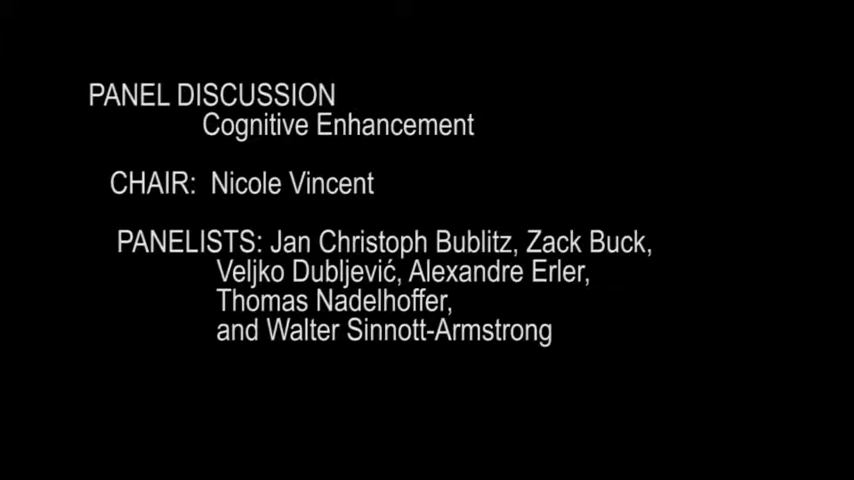 PANEL DISCUSSION
Cognitive Enhancement
CHAIR: Nicole Vincent
PANELISTS: Jan Christoph Bublitz, Zack Buck,
Veljko Dubljević, Alexandre Erler,
Thomas Nadelhoffer,
and Walter Sinnott-Armstrong